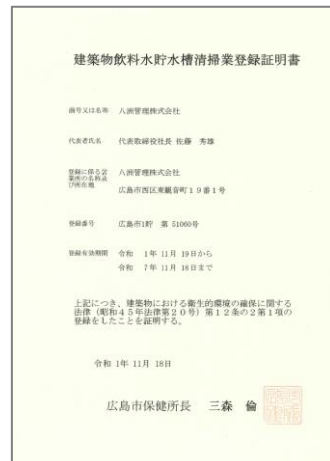 建築物飲料水貯水槽清掃業登録証明書
商号又は名称 八洲管理株式会社
代表者氏名 代表取締役社長 佐藤 秀雄
登録に係る営業所の名称及び所在地 八洲管理株式会社
広島市西区東観音町19番1号
登録番号 広島市1貯 第 51060号
登録有効期間 令和 1年 11月 19日から
令和 7年 11月 18日まで
上記につき、建築物における衛生的環境の確保に関する
法律（昭和45年法律第20号）第12条の2第1項の
登録をしたことを証明する。
令和 1年 11月 18日
広島市保健所長 三森 倫